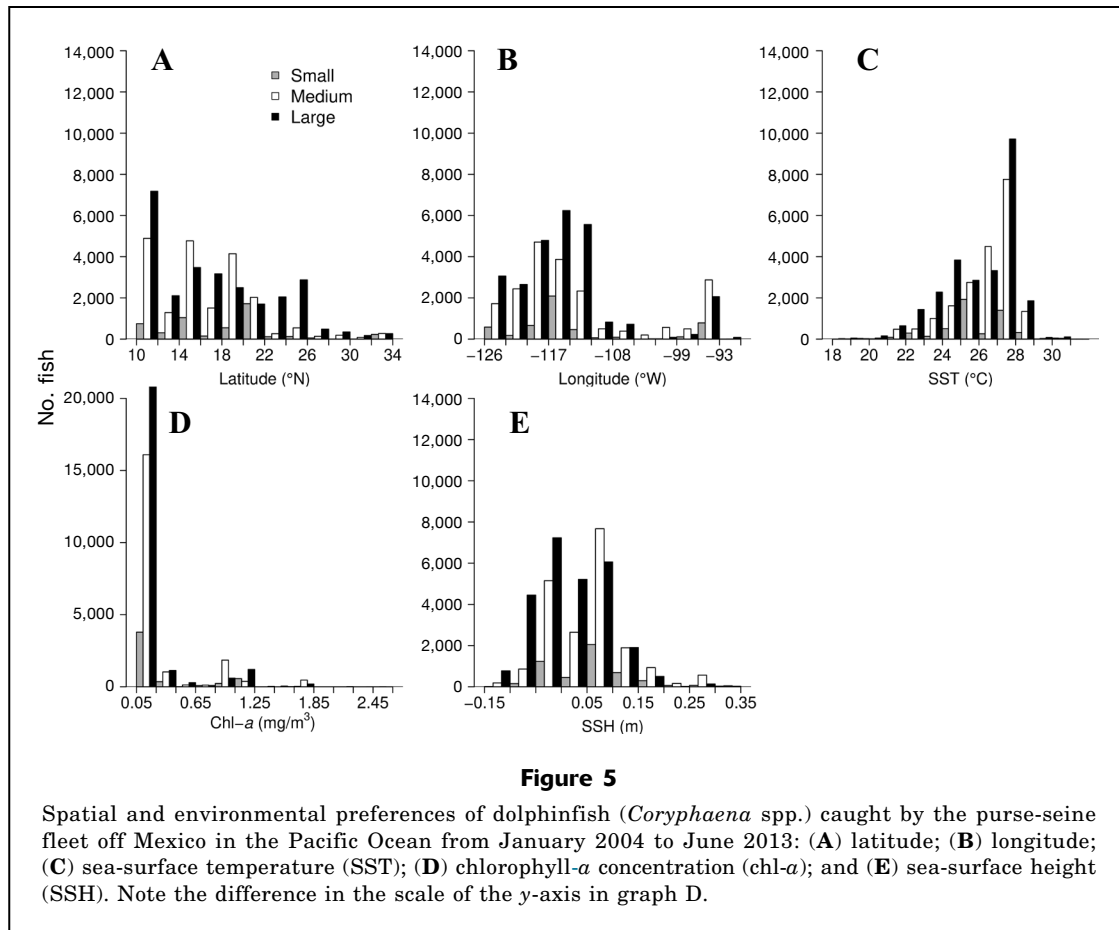 A
14,000
12,000
10,000
8,000
6,000
4,000
2,000
0
Small
Medium
Large
10 14 18 22 26 30 34
Latitude (°N)
B
14,000
12,000
10,000
8,000
6,000
4,000
2,000
0
−126 −117 −108 −99 −93
Longitude (°W)
C
14,000
12,000
10,000
8,000
6,000
4,000
2,000
0
18 20 22 24 26 28 30
SST (°C)
No. fish
D
20,000
15,000
10,000
5,000
0
0.05 0.65 1.25 1.85 2.45
Chl−a (mg/m³)
E
14,000
12,000
10,000
8,000
6,000
4,000
2,000
0
−0.15 0.05 0.15 0.25 0.35
SSH (m)
Figure 5
Spatial and environmental preferences of dolphinfish (Coryphaena spp.) caught by the purse-seine
fleet off Mexico in the Pacific Ocean from January 2004 to June 2013: (A) latitude; (B) longitude;
(C) sea-surface temperature (SST); (D) chlorophyll-a concentration (chl-a); and (E) sea-surface height
(SSH). Note the difference in the scale of the y-axis in graph D.